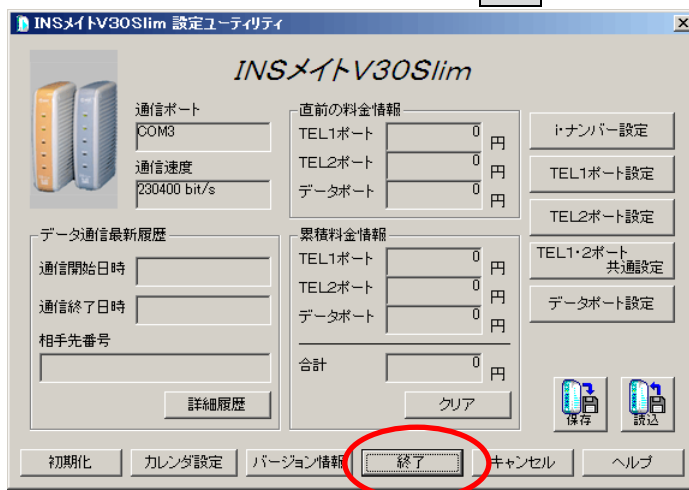 INSメイトV30Slim 設定ユーティリティ
INSメイトV30Slim
通信ポート
COM3
通信速度
230400 bit/s
直前の料金情報
TEL1ポート 0 円
TEL2ポート 0 円
データポート 0 円
i・ナンバー設定
TEL1ポート設定
TEL2ポート設定
TEL1・2ポート
共通設定
データポート設定
データ通信最新履歴
通信開始日時
通信終了日時
相手先番号
詳細履歴
累積料金情報
TEL1ポート 0 円
TEL2ポート 0 円
データポート 0 円
合計 0 円
クリア
保存 読込
初期化 カレンダ設定 バージョン情報 終了 キャンセル ヘルプ